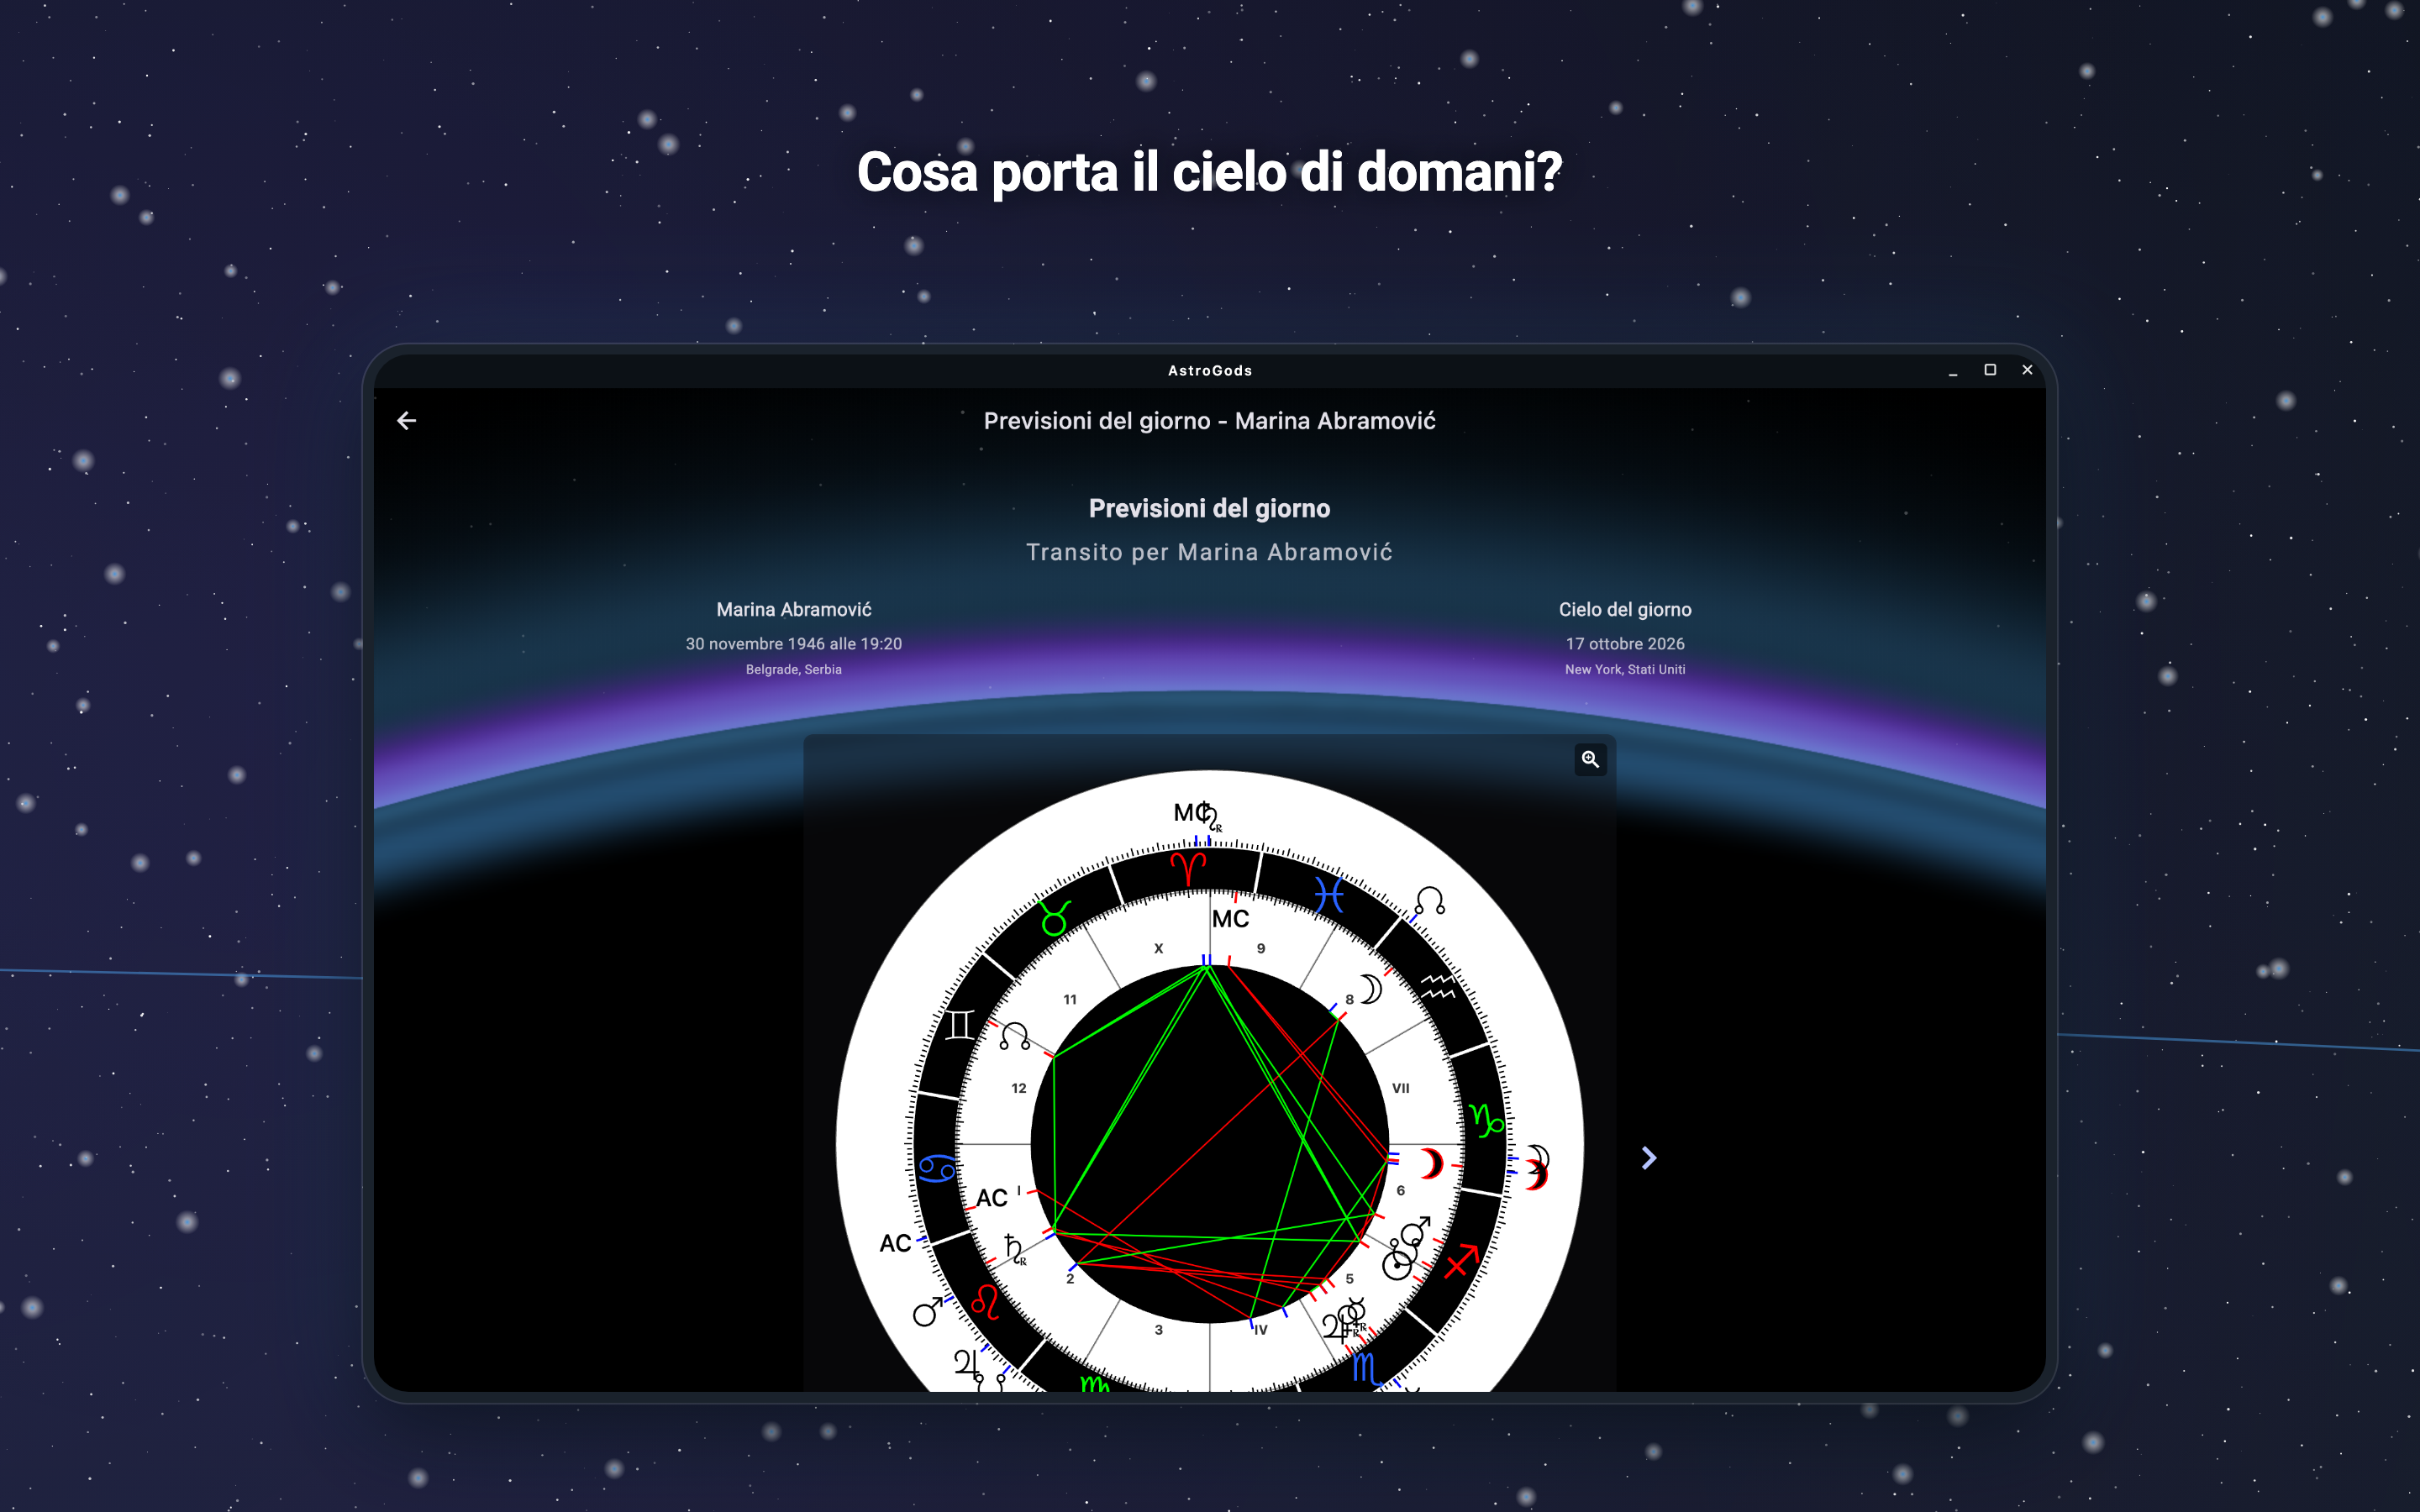 Cosa porta il cielo di domani?
AstroGods
Previsioni del giorno - Marina Abramović
Previsioni del giorno
Transito per Marina Abramović
Marina Abramović
30 novembre 1946 alle 19:20
Belgrade, Serbia
Cielo del giorno
17 ottobre 2026
New York, Stati Uniti
MC
R
MC
X
9
11
8
12
VII
AC
I
6
AC
R
2
5
R
R
3
IV